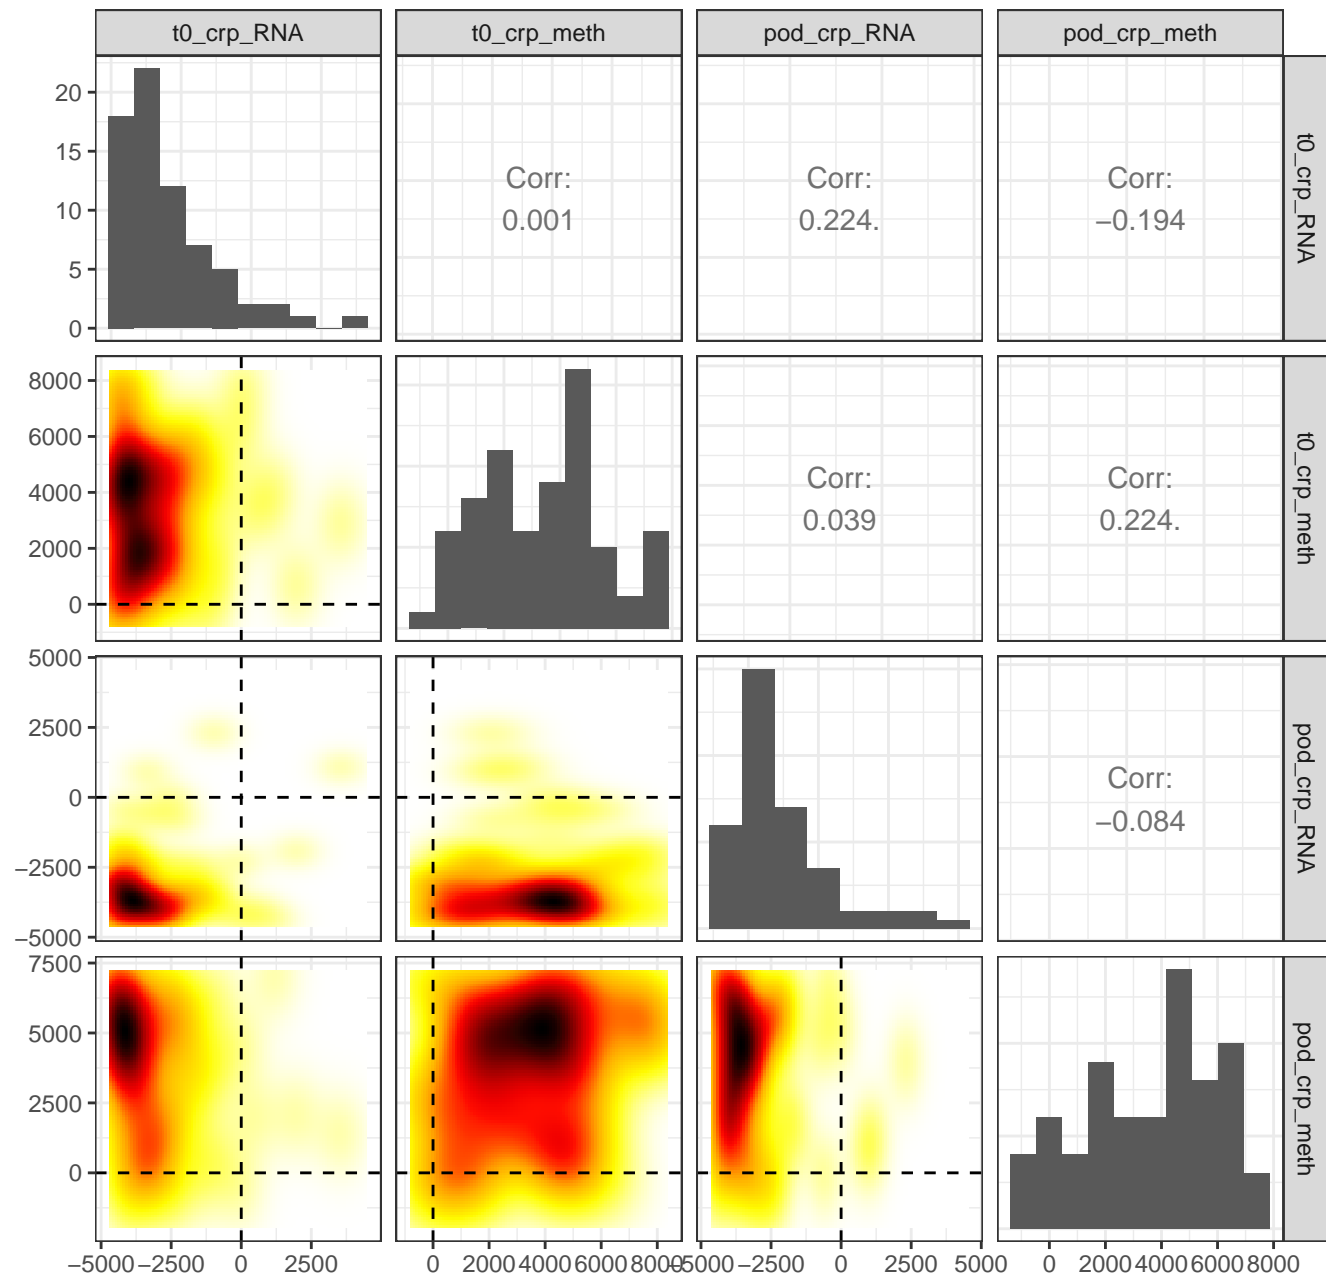 t0_crp_RNA t0_crp_meth pod_crp_RNA pod_crp_meth
20
15
10
5
0
Corr:
0.001
Corr:
0.224.
Corr:
−0.194
t0_crp_RNA
8000
6000
4000
2000
0
Corr:
0.039
Corr:
0.224.
t0_crp_meth
5000
2500
0
−2500
−5000
Corr:
−0.084
pod_crp_RNA
7500
5000
2500
0
pod_crp_meth
−5000 −2500 0 2500 0 2000 4000 6000 8000 −5000 −2500 0 2500 5000 0 2000 4000 6000 8000